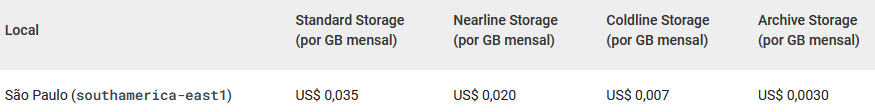 Local
Standard Storage
(por GB mensal)
Nearline Storage
(por GB mensal)
Coldline Storage
(por GB mensal)
Archive Storage
(por GB mensal)
São Paulo (southamerica-east1)
US$ 0,035
US$ 0,020
US$ 0,007
US$ 0,0030